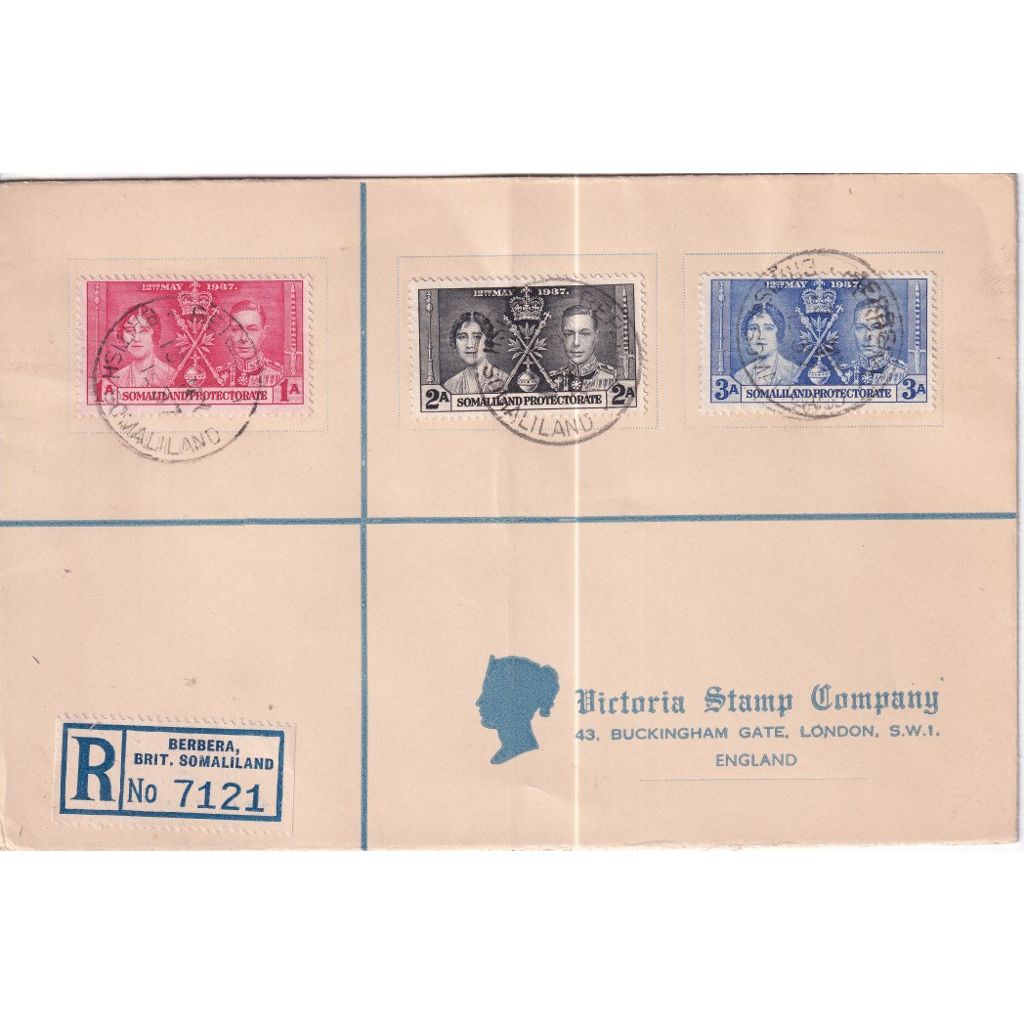 12TH MAY 1937.
1A 1A
SOMALILAND PROTECTORATE
SOMALILAND
12TH MAY 1937.
2A 2A
SOMALILAND PROTECTORATE
SOMALILAND
12TH MAY 1937.
3A 3A
SOMALILAND PROTECTORATE
Victoria Stamp Company
43, BUCKINGHAM GATE, LONDON, S.W.1.
ENGLAND
R
BERBERA,
BRIT. SOMALILAND
No 7121